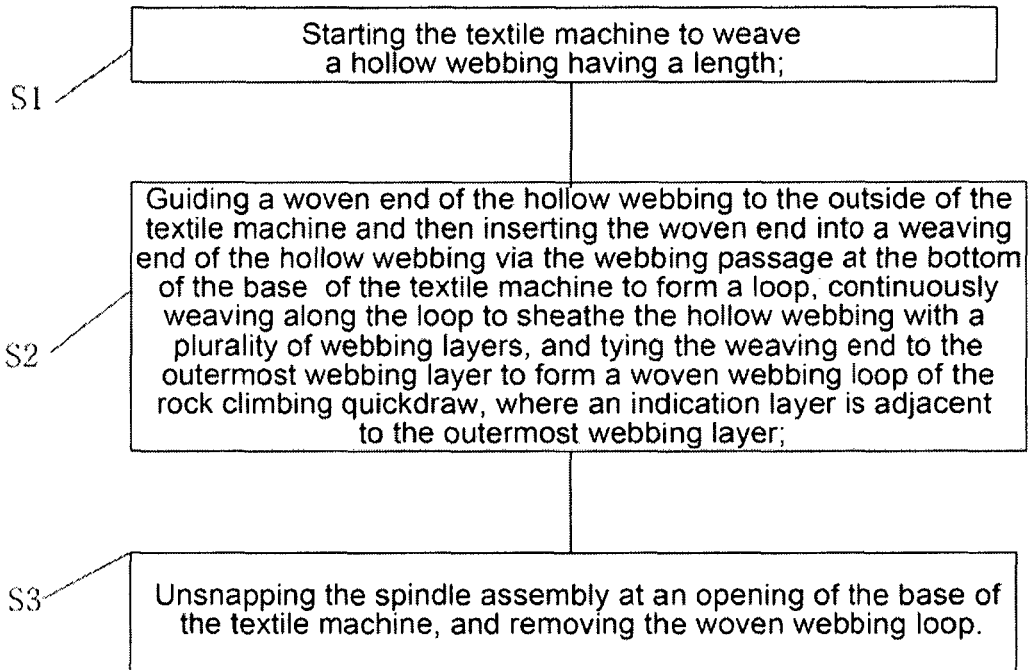 Starting the textile machine to weave
a hollow webbing having a length;
S1
Guiding a woven end of the hollow webbing to the outside of the
textile machine and then inserting the woven end into a weaving
end of the hollow webbing via the webbing passage at the bottom
of the base of the textile machine to form a loop, continuously
weaving along the loop to sheathe the hollow webbing with a
plurality of webbing layers, and tying the weaving end to the
outermost webbing layer to form a woven webbing loop of the
rock climbing quickdraw, where an indication layer is adjacent
to the outermost webbing layer;
S2
S3
Unsnapping the spindle assembly at an opening of the base of
the textile machine, and removing the woven webbing loop.